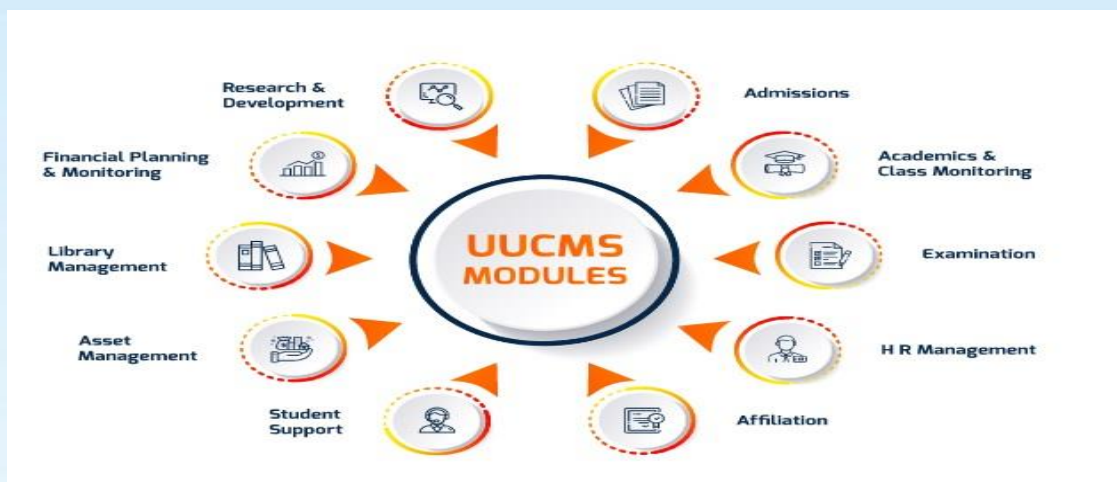 UUCMS
MODULES
Research &
Development
Financial Planning
& Monitoring
Library
Management
Asset
Management
Student
Support
Admissions
Academics &
Class Monitoring
Examination
H R Management
Affiliation